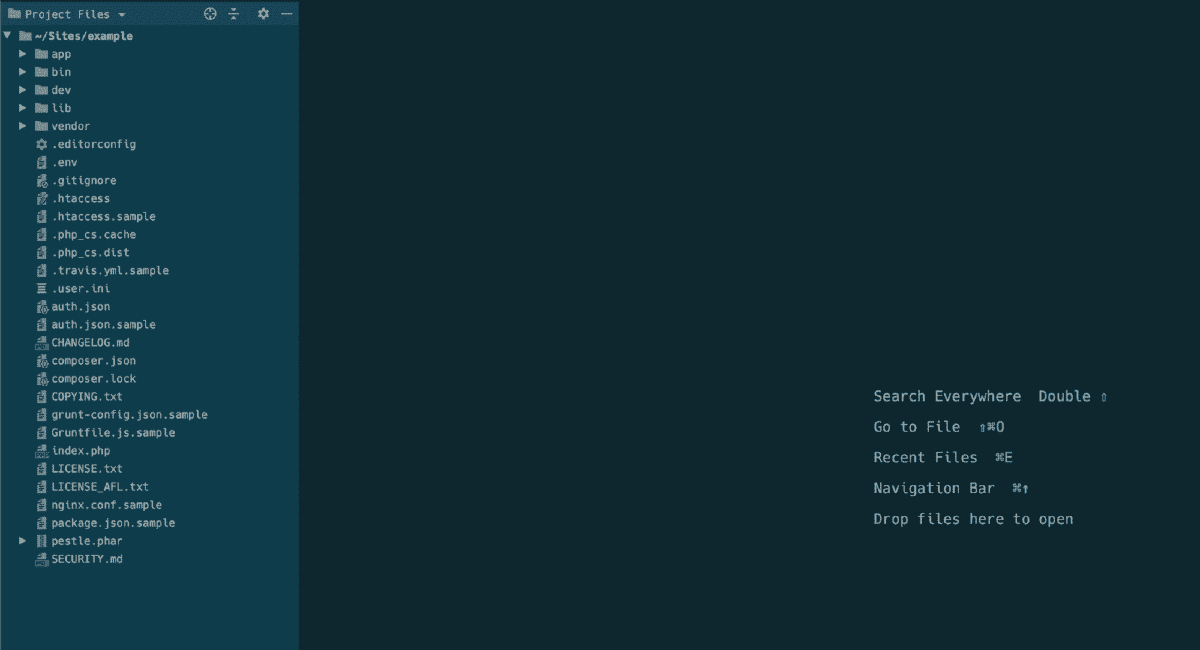 Project Files
~/Sites/example
app
bin
dev
lib
vendor
.editorconfig
.env
.gitignore
.htaccess
.htaccess.sample
.php_cs.cache
.php_cs.dist
.travis.yml.sample
.user.ini
auth.json
auth.json.sample
CHANGELOG.md
composer.json
composer.lock
COPYING.txt
grunt-config.json.sample
Gruntfile.js.sample
index.php
LICENSE.txt
LICENSE_AFL.txt
nginx.conf.sample
package.json.sample
pestle.phar
SECURITY.md
Search Everywhere Double ⇧
Go to File ⇧⌘O
Recent Files ⌘E
Navigation Bar ⌘↑
Drop files here to open